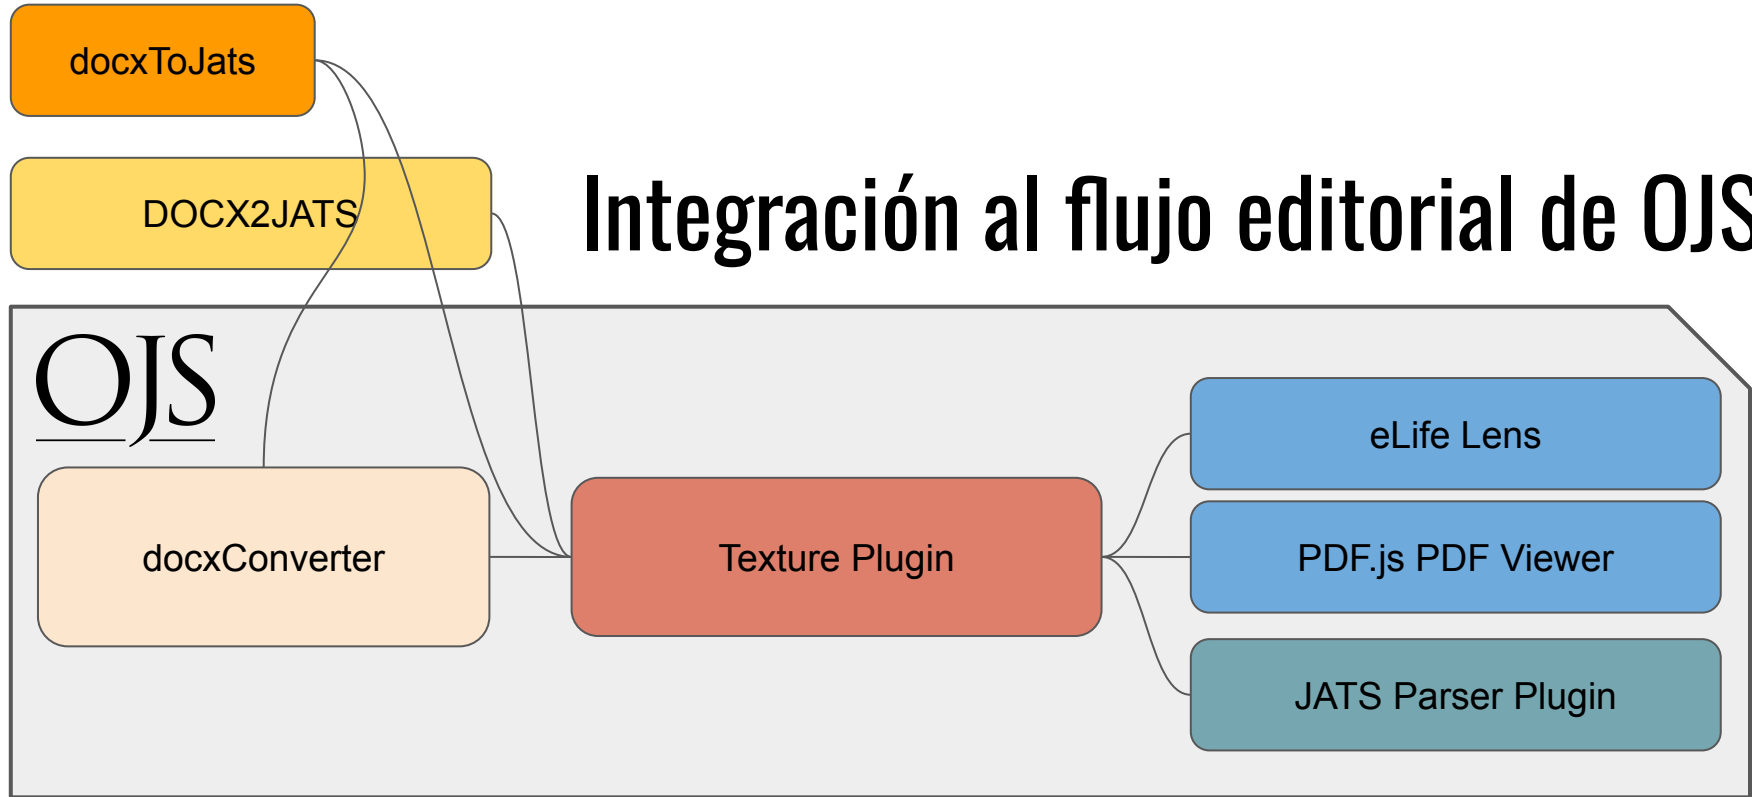 docxToJats
DOCX2JATS
Integración al flujo editorial de OJS
OJS
docxConverter
Texture Plugin
eLife Lens
PDF.js PDF Viewer
JATS Parser Plugin